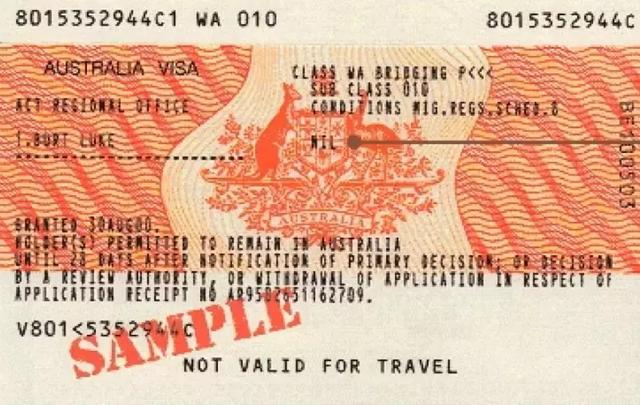 8015352944C1 WA 010
8015352944C
AUSTRALIA VISA
CLASS WA BRIDGING P<<<
SUB CLASS 010
ACT REGIONAL OFFICE
CONDITIONS MIG.REGS.SCHED.8
1.BURT LUKE
NIL
AUSTRALIA
GRANTED 30AUG00.
HOLDER(S) PERMITTED TO REMAIN IN AUSTRALIA
UNTIL 28 DAYS AFTER NOTIFICATION OF PRIMARY DECISION; OR DECISION
BY A REVIEW AUTHORITY, OR WITHDRAWAL OF APPLICATION IN RESPECT OF
APPLICATION RECEIPT NO
V801<5352944C
SAMPLE
NOT VALID FOR TRAVEL